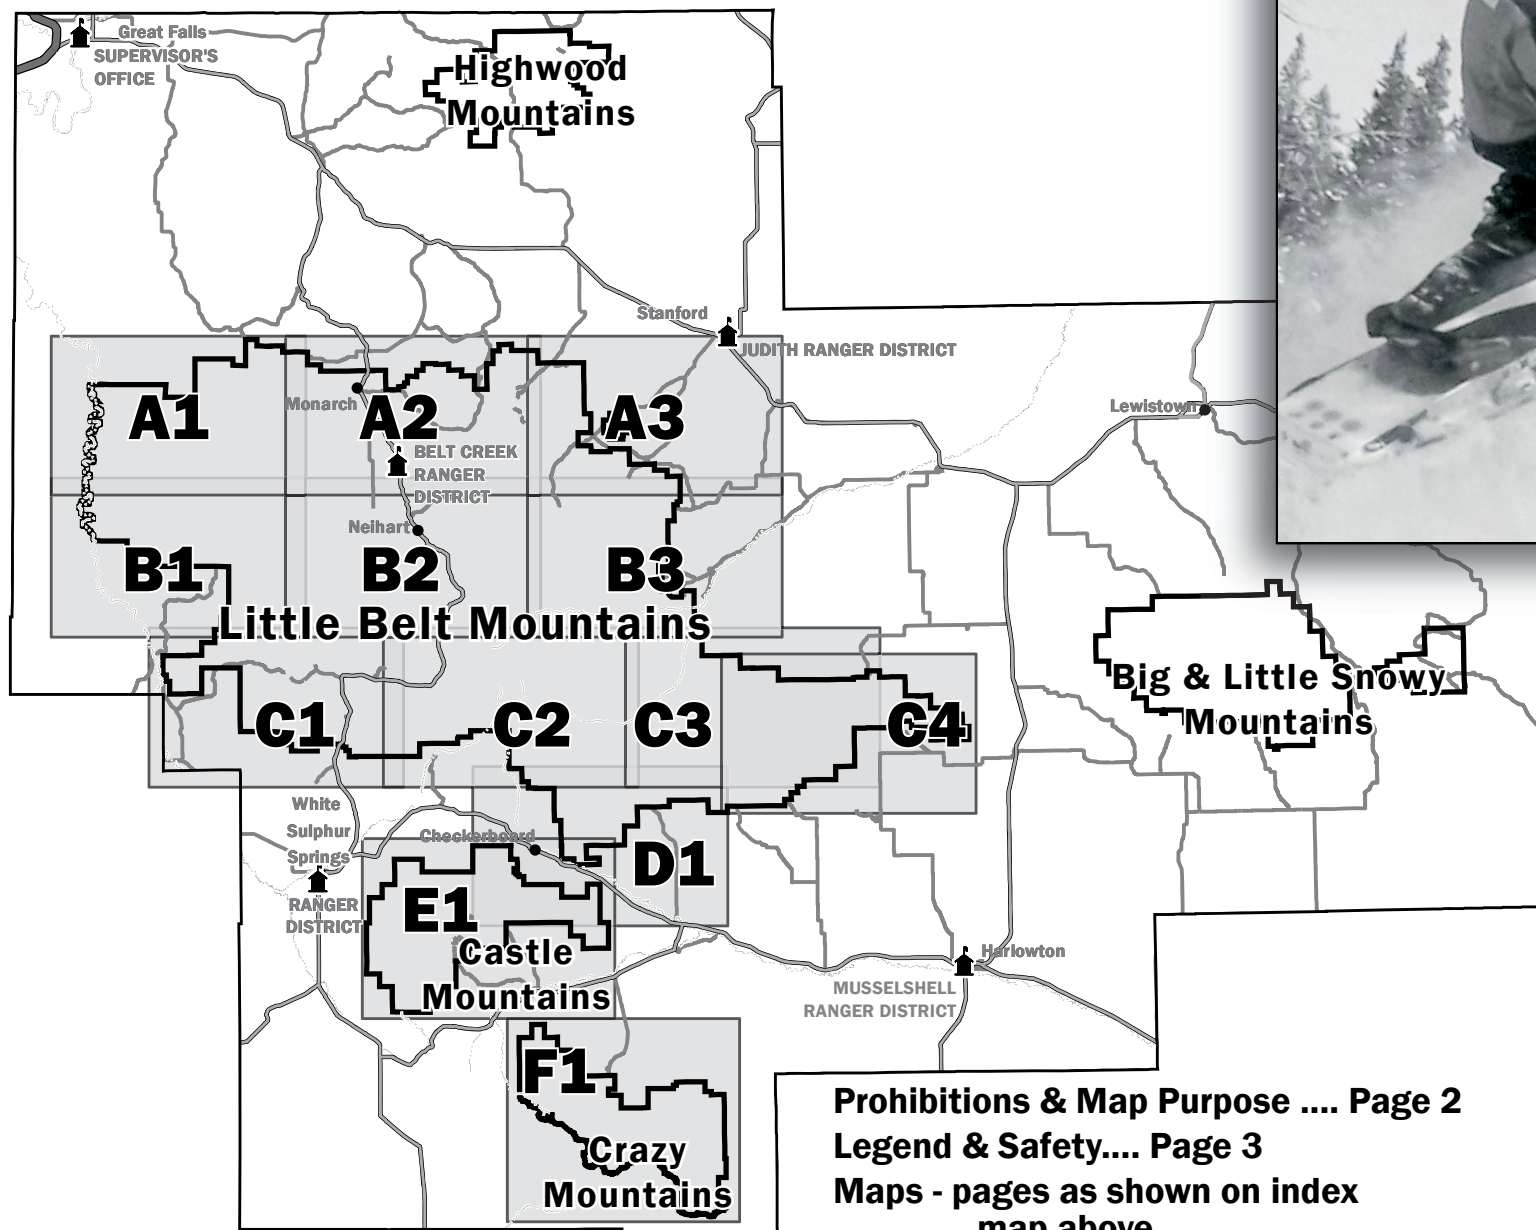 Great Falls
SUPERVISOR'S
OFFICE
Highwood
Mountains
Stanford
JUDITH RANGER DISTRICT
Lewistown
A1
Monarch
A2
A3
BELT CREEK
RANGER
DISTRICT
Neihart
B1
B2
B3
Little Belt Mountains
Big & Little Snowy
Mountains
C1
C2
C3
C4
White
Sulphur
Springs
RANGER
DISTRICT
Checkerboard
D1
E1
Castle
Mountains
Harlowton
MUSSELSHELL
RANGER DISTRICT
F1
Crazy
Mountains
Prohibitions & Map Purpose .... Page 2
Legend & Safety.... Page 3
Maps - pages as shown on index
map above